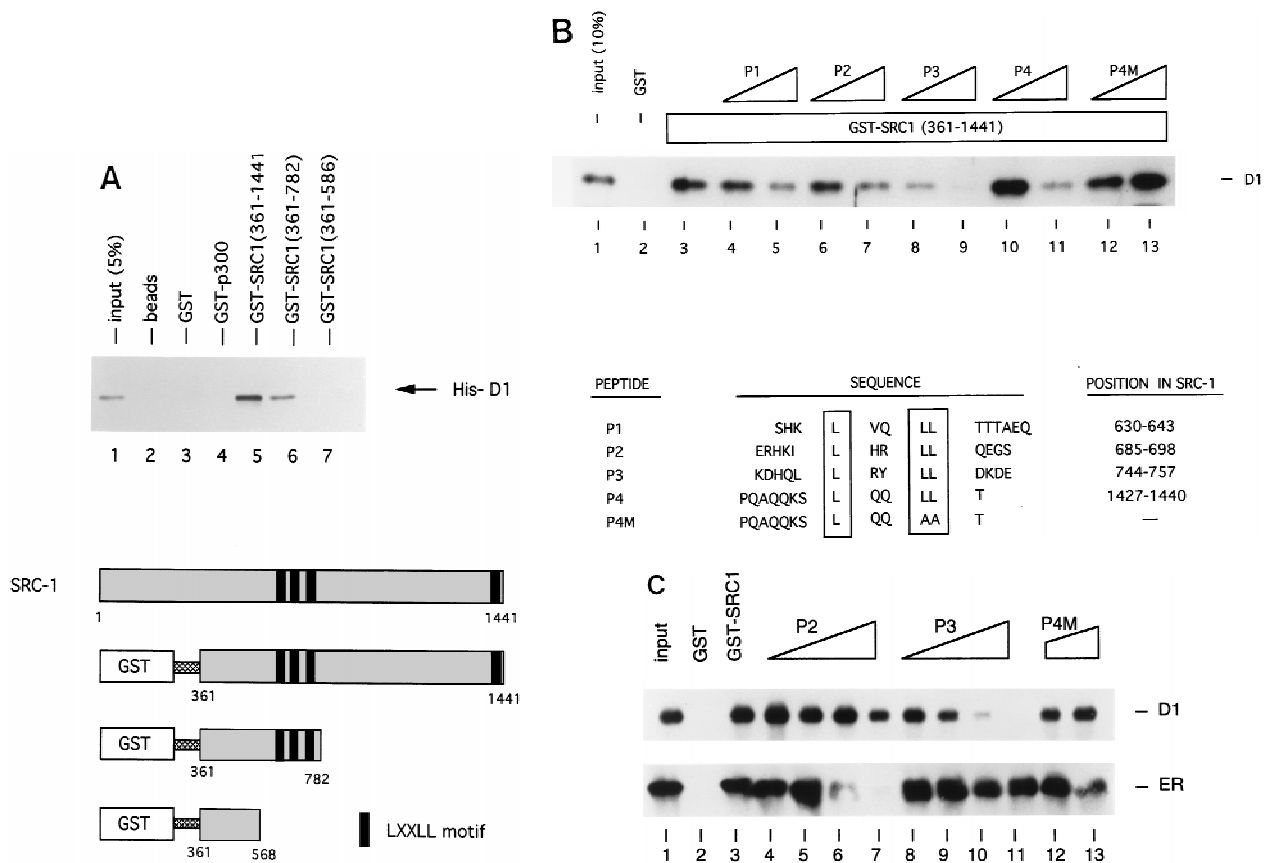 A
input (5%)
beads
GST
GST-p300
GST-SRC1(361-1441
GST-SRC1(361-782)
GST-SRC1(361-586)
His- D1
1 2 3 4 5 6 7
SRC-1
1 1441
GST
361 1441
GST
361 782
GST
361 568
LXXLL motif
B
input (10%)
GST
P1 P2 P3 P4 P4M
GST-SRC1 (361-1441)
D1
1 2 3 4 5 6 7 8 9 10 11 12 13
PEPTIDE SEQUENCE POSITION IN SRC-1
P1 SHK L VQ LL TTTAEQ 630-643
P2 ERHKI L HR LL QEGS 685-698
P3 KDHQL L RY LL DKDE 744-757
P4 PQAQQKS L QQ LL T 1427-1440
P4M PQAQQKS L QQ AA T —
C
input
GST
GST-SRC1
P2 P3 P4M
D1
ER
1 2 3 4 5 6 7 8 9 10 11 12 13